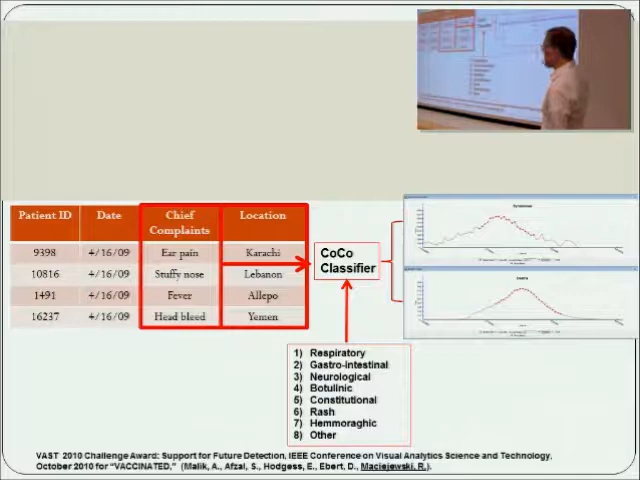 Patient ID Date Chief Complaints Location
9398 4/16/09 Ear pain Karachi
10816 4/16/09 Stuffy nose Lebanon
1491 4/16/09 Fever Allepo
16237 4/16/09 Head bleed Yemen
CoCo
Classifier
1) Respiratory
2) Gastro-intestinal
3) Neurological
4) Botulinic
5) Constitutional
6) Rash
7) Hemmoraghic
8) Other
VAST 2010 Challenge Award: Support for Future Detection, IEEE Conference on Visual Analytics Science and Technology,
October 2010 for "VACCINATED," (Malik, A., Afzal, S., Hodgess, E., Ebert, D., Maciejewski, R.).